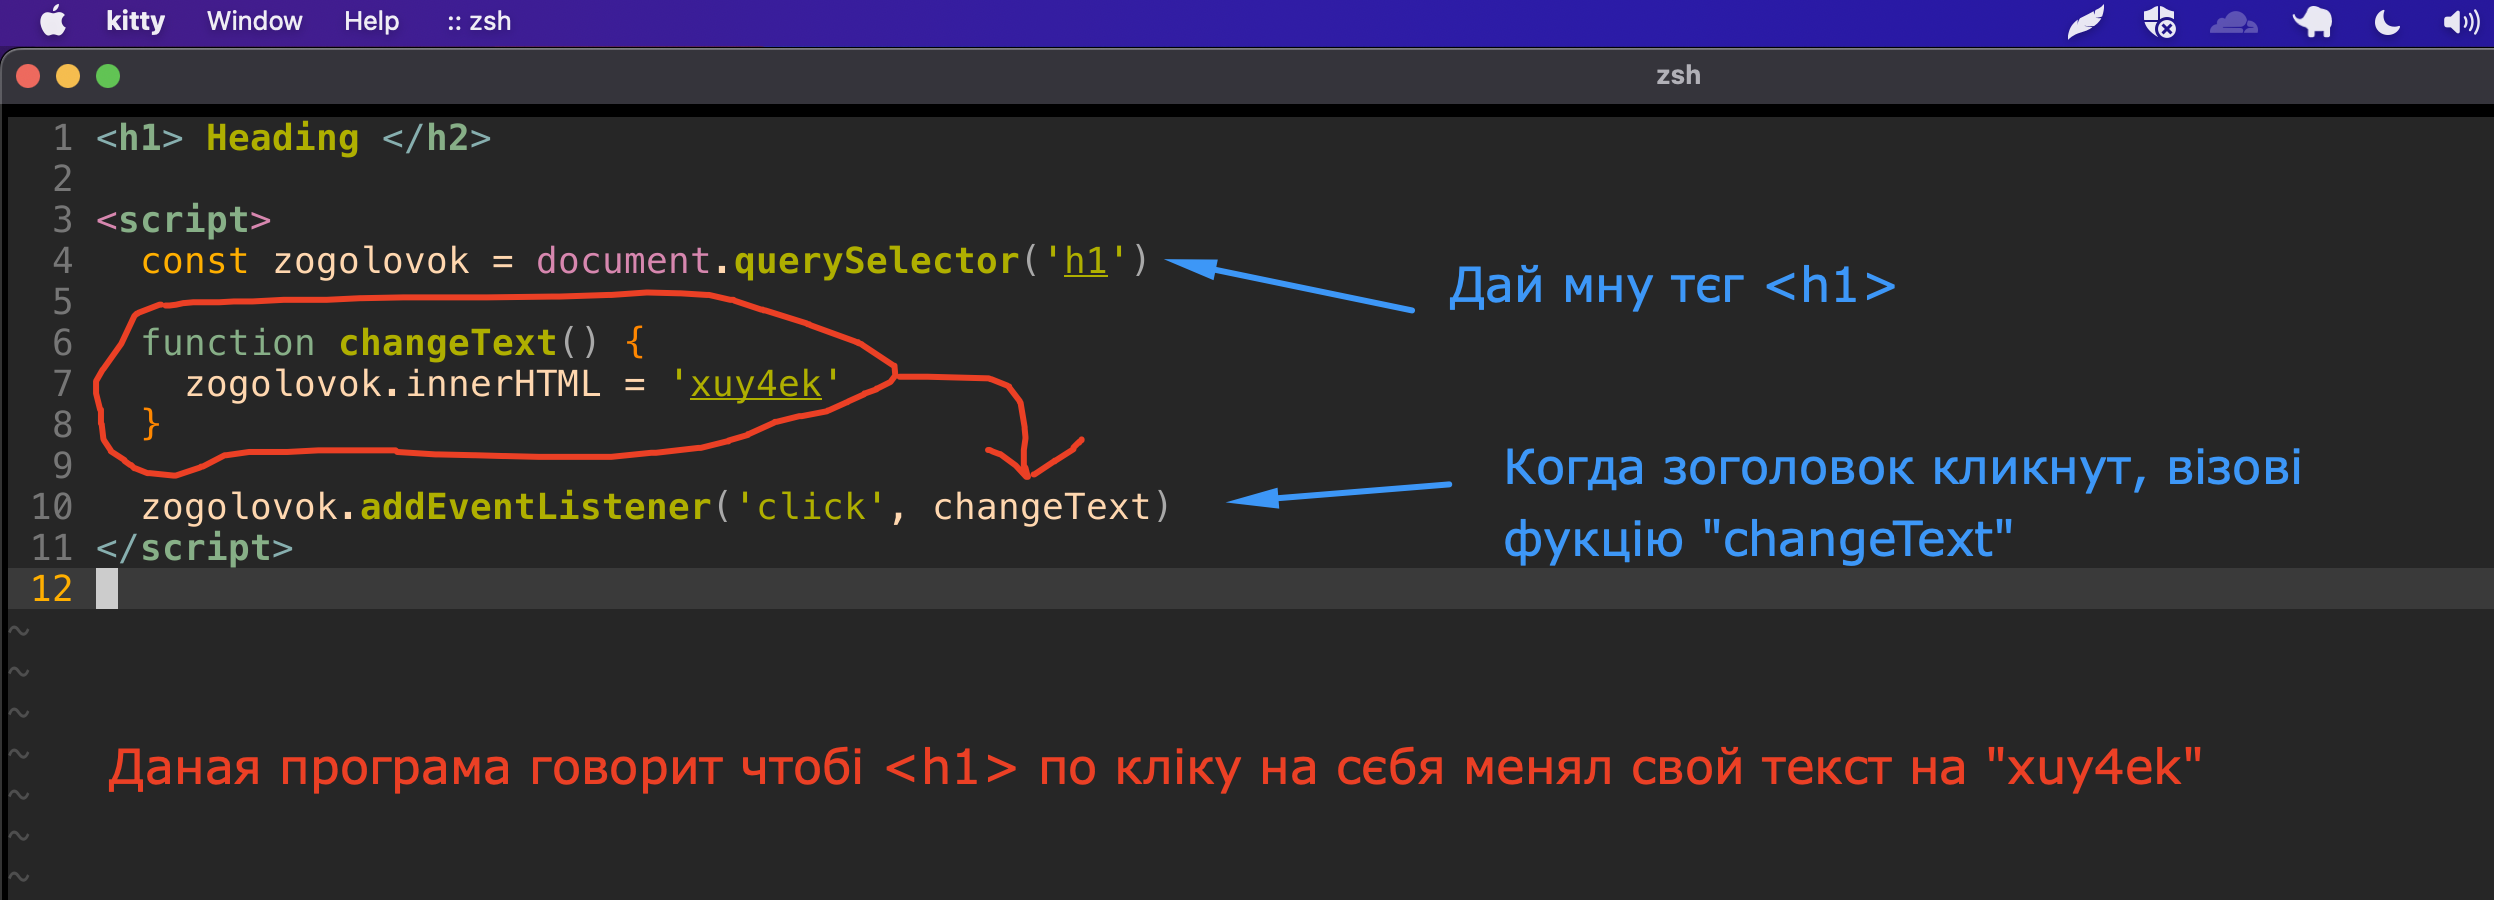 kitty Window Help :: zsh
zsh
1 <h1> Heading </h2>
2
3 <script>
4 const zogolovok = document.querySelector('h1')
Дай мну тєг <h1>
5
6 function changeText() {
7 zogolovok.innerHTML = 'xuy4ek'
8 }
9
Когда зоголовок кликнут, візові
фукцію "changeText"
10 zogolovok.addEventListener('click', changeText)
11 </script>
12
~
~
~
~
Даная програма говорит чтобі <h1> по кліку на сєбя менял свой текст на "xuy4ek"
~
~
~